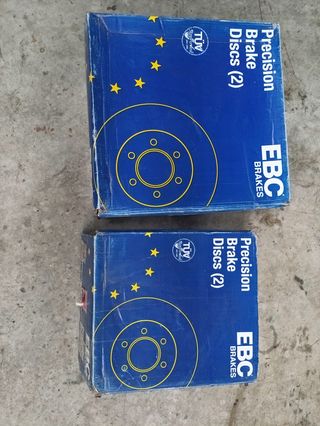 Precision
Brake
Discs (2)
TÜV
EBC
BRAKES
Precision
Brake
Discs (2)
TÜV
EBC
BRAKES